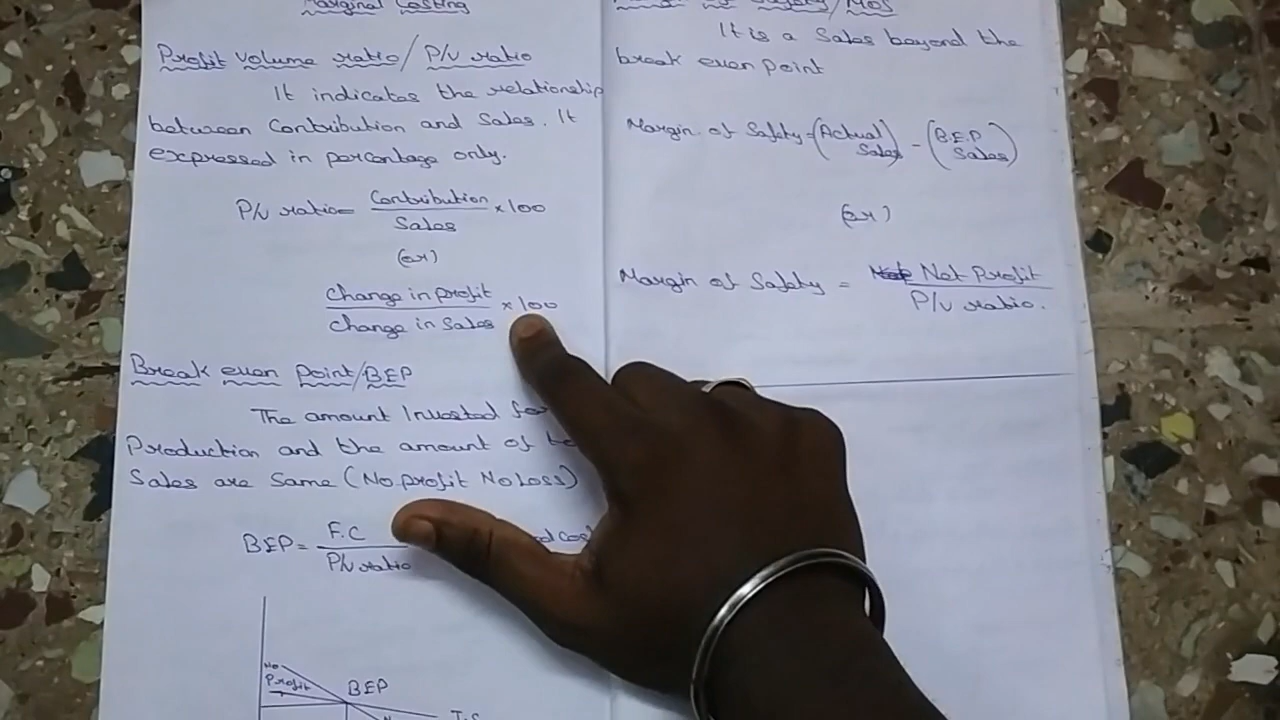 Marginal Costing
Profit Volume ratio/P/V ratio
It indicates the relationship
between Contribution and Sales. It
expressed in percentage only.
P/V ratio= Contribution/Sales ×100
(or)
Change in profit/Change in Sales ×100
Break even Point/BEP
The amount Invested for
Production and the amount of
Sales are Same (No profit No Loss)
BEP= F.C/P/V ratio
No
Profit
BEP
T.S
Safety/MOS
It is a Sales beyond the
break even point
Margin of Safety=(Actual Sales) - (B.E.P Sales)
(or)
Margin of Safety = Net Profit/P/V ratio.